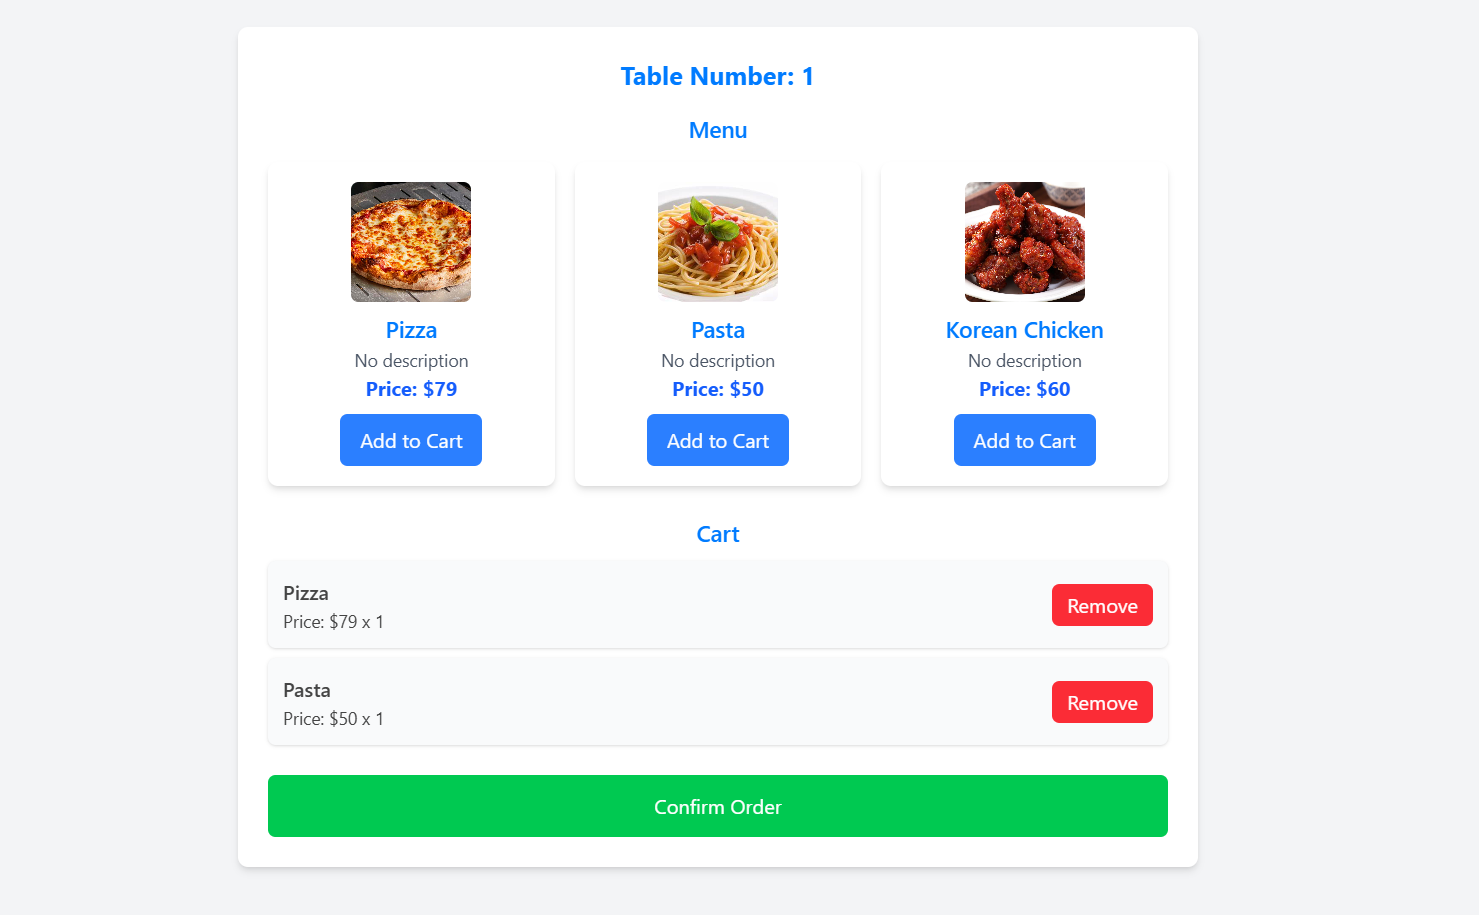 Table Number: 1
Menu
Pizza
No description
Price: $79
Add to Cart
Pasta
No description
Price: $50
Add to Cart
Korean Chicken
No description
Price: $60
Add to Cart
Cart
Pizza
Price: $79 x 1
Remove
Pasta
Price: $50 x 1
Remove
Confirm Order